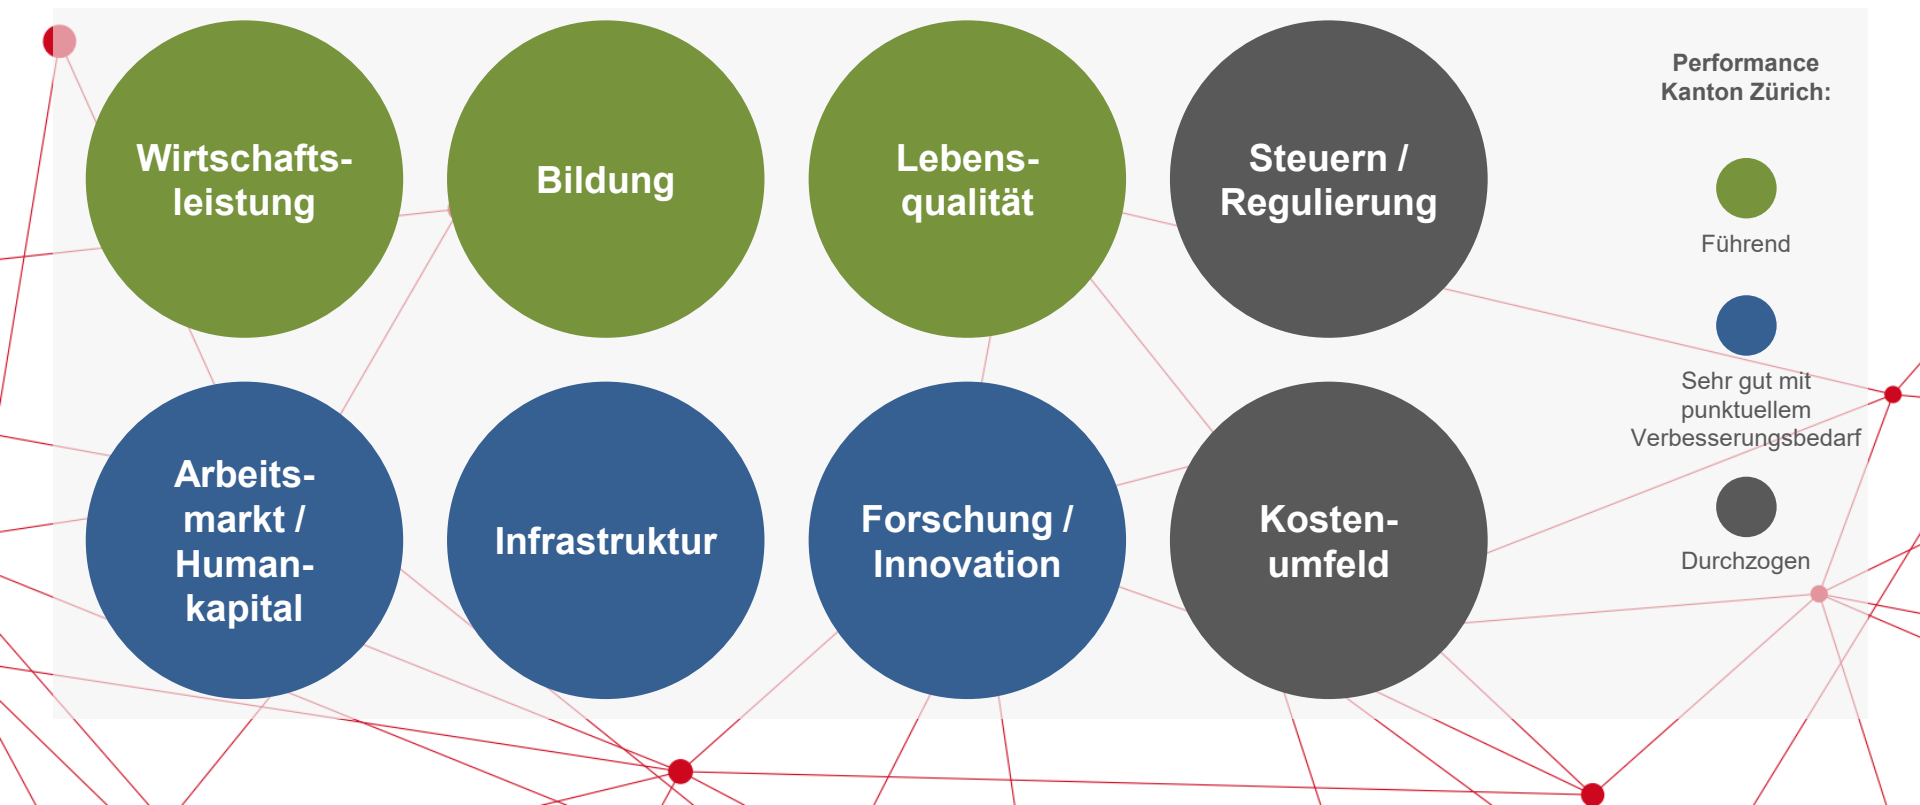 Wirtschafts-
leistung
Bildung
Lebens-
qualität
Steuern /
Regulierung
Arbeits-
markt /
Human-
kapital
Infrastruktur
Forschung /
Innovation
Kosten-
umfeld
Performance
Kanton Zürich:
Führend
Sehr gut mit
punktuellem
Verbesserungsbedarf
Durchzogen